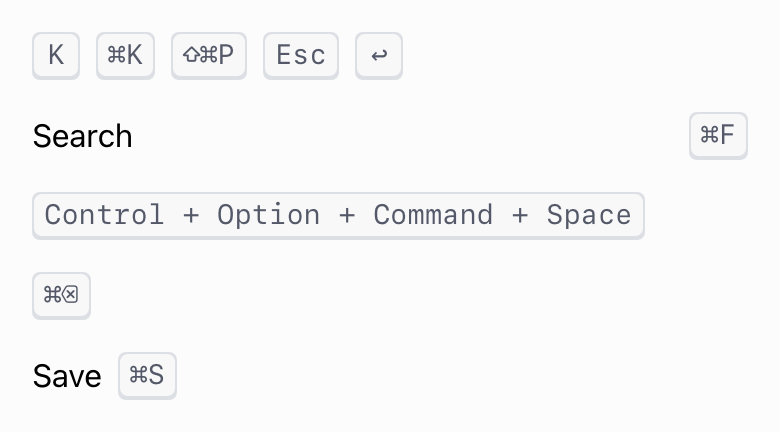 K ⌘K ⇧⌘P Esc ↩
Search ⌘F
Control + Option + Command + Space
⌘⌫
Save ⌘S